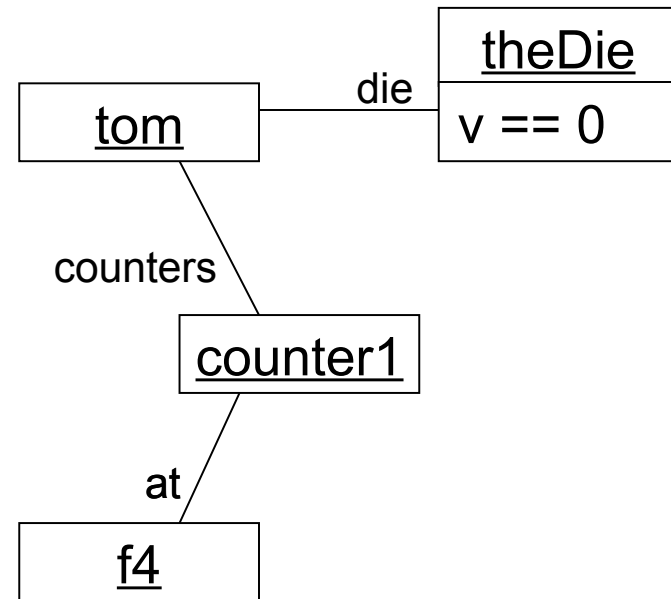 theDie
die
tom
v == 0
counters
counter1
at
f4